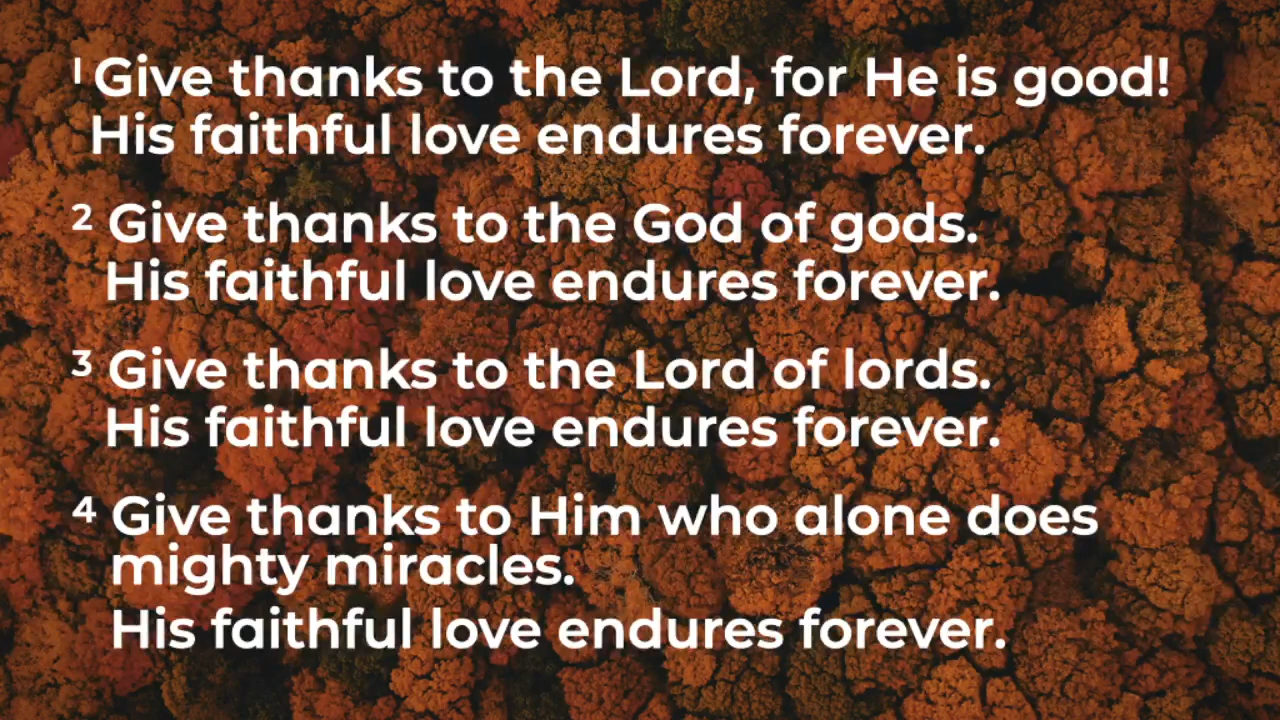 1 Give thanks to the Lord, for He is good!
His faithful love endures forever.
2 Give thanks to the God of gods.
His faithful love endures forever.
3 Give thanks to the Lord of lords.
His faithful love endures forever.
4 Give thanks to Him who alone does
mighty miracles.
His faithful love endures forever.